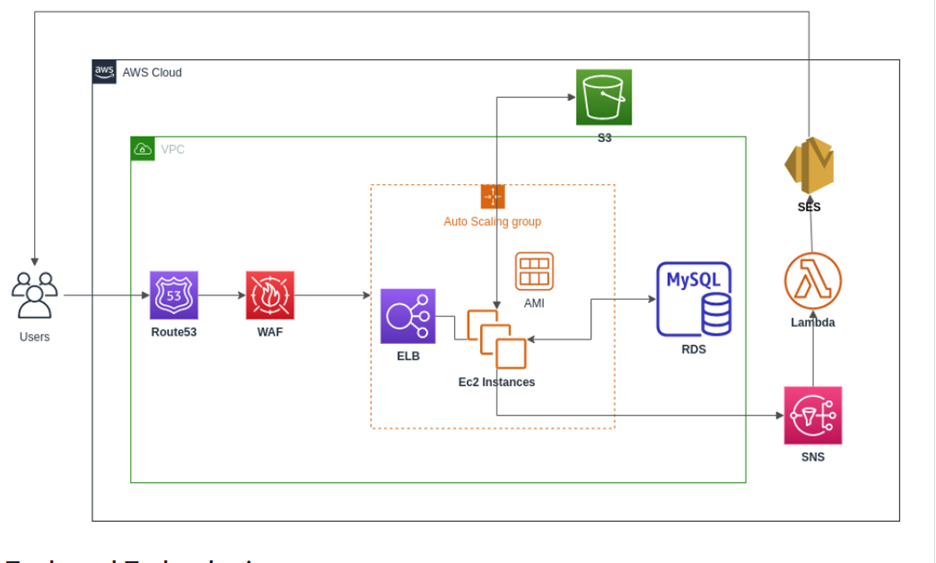 aws
AWS Cloud
S3
VPC
SES
Auto Scaling group
MySQL
53
AMI
Users
Route53
WAF
Lambda
ELB
RDS
Ec2 Instances
SNS